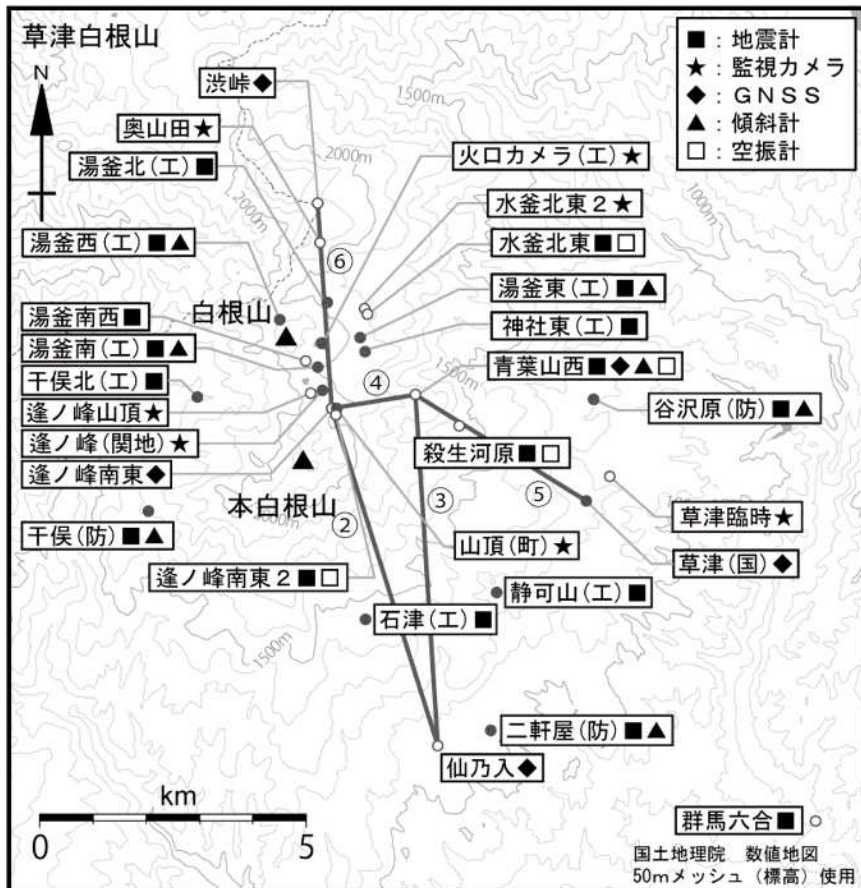 草津白根山
N
■：地震計
★：監視カメラ
◆：GNSS
▲：傾斜計
□：空振計
渋峠◆
奥山田★
湯釜北(工)■
湯釜西(工)■▲
湯釜南西■
湯釜南(工)■▲
干俣北(工)■
逢ノ峰山頂★
逢ノ峰(関地)★
逢ノ峰南東◆
干俣(防)■▲
逢ノ峰南東2■□
白根山
本白根山
火口カメラ(工)★
水釜北東2★
水釜北東■□
湯釜東(工)■▲
神社東(工)■
青葉山西■◆▲□
谷沢原(防)■▲
殺生河原■□
草津臨時★
草津(国)◆
山頂(町)★
静可山(工)■
石津(工)■
二軒屋(防)■▲
仙乃入◆
群馬六合■
⑥
④
③
⑤
②
1500m
2000m
2000m
1000m
1500m
1500m
km
0 5
国土地理院 数値地図
50mメッシュ（標高）使用